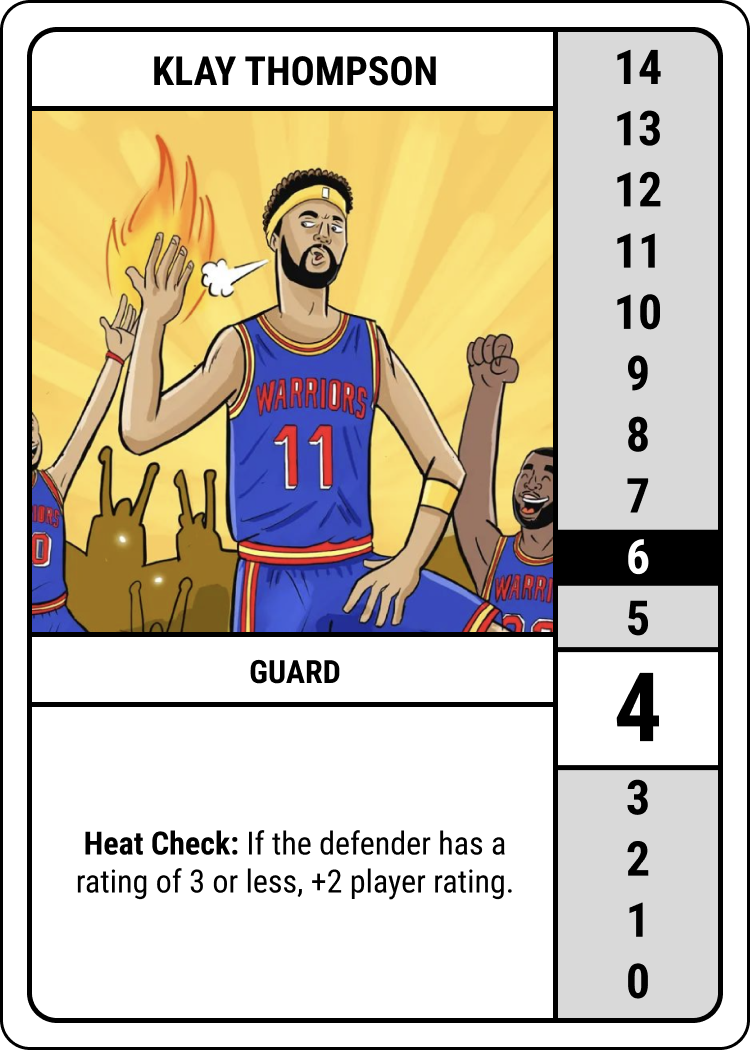 KLAY THOMPSON
14
13
12
11
10
9
8
7
6
5
4
3
2
1
0
WARRIORS
11
WARRI
GUARD
Heat Check: If the defender has a
rating of 3 or less, +2 player rating.